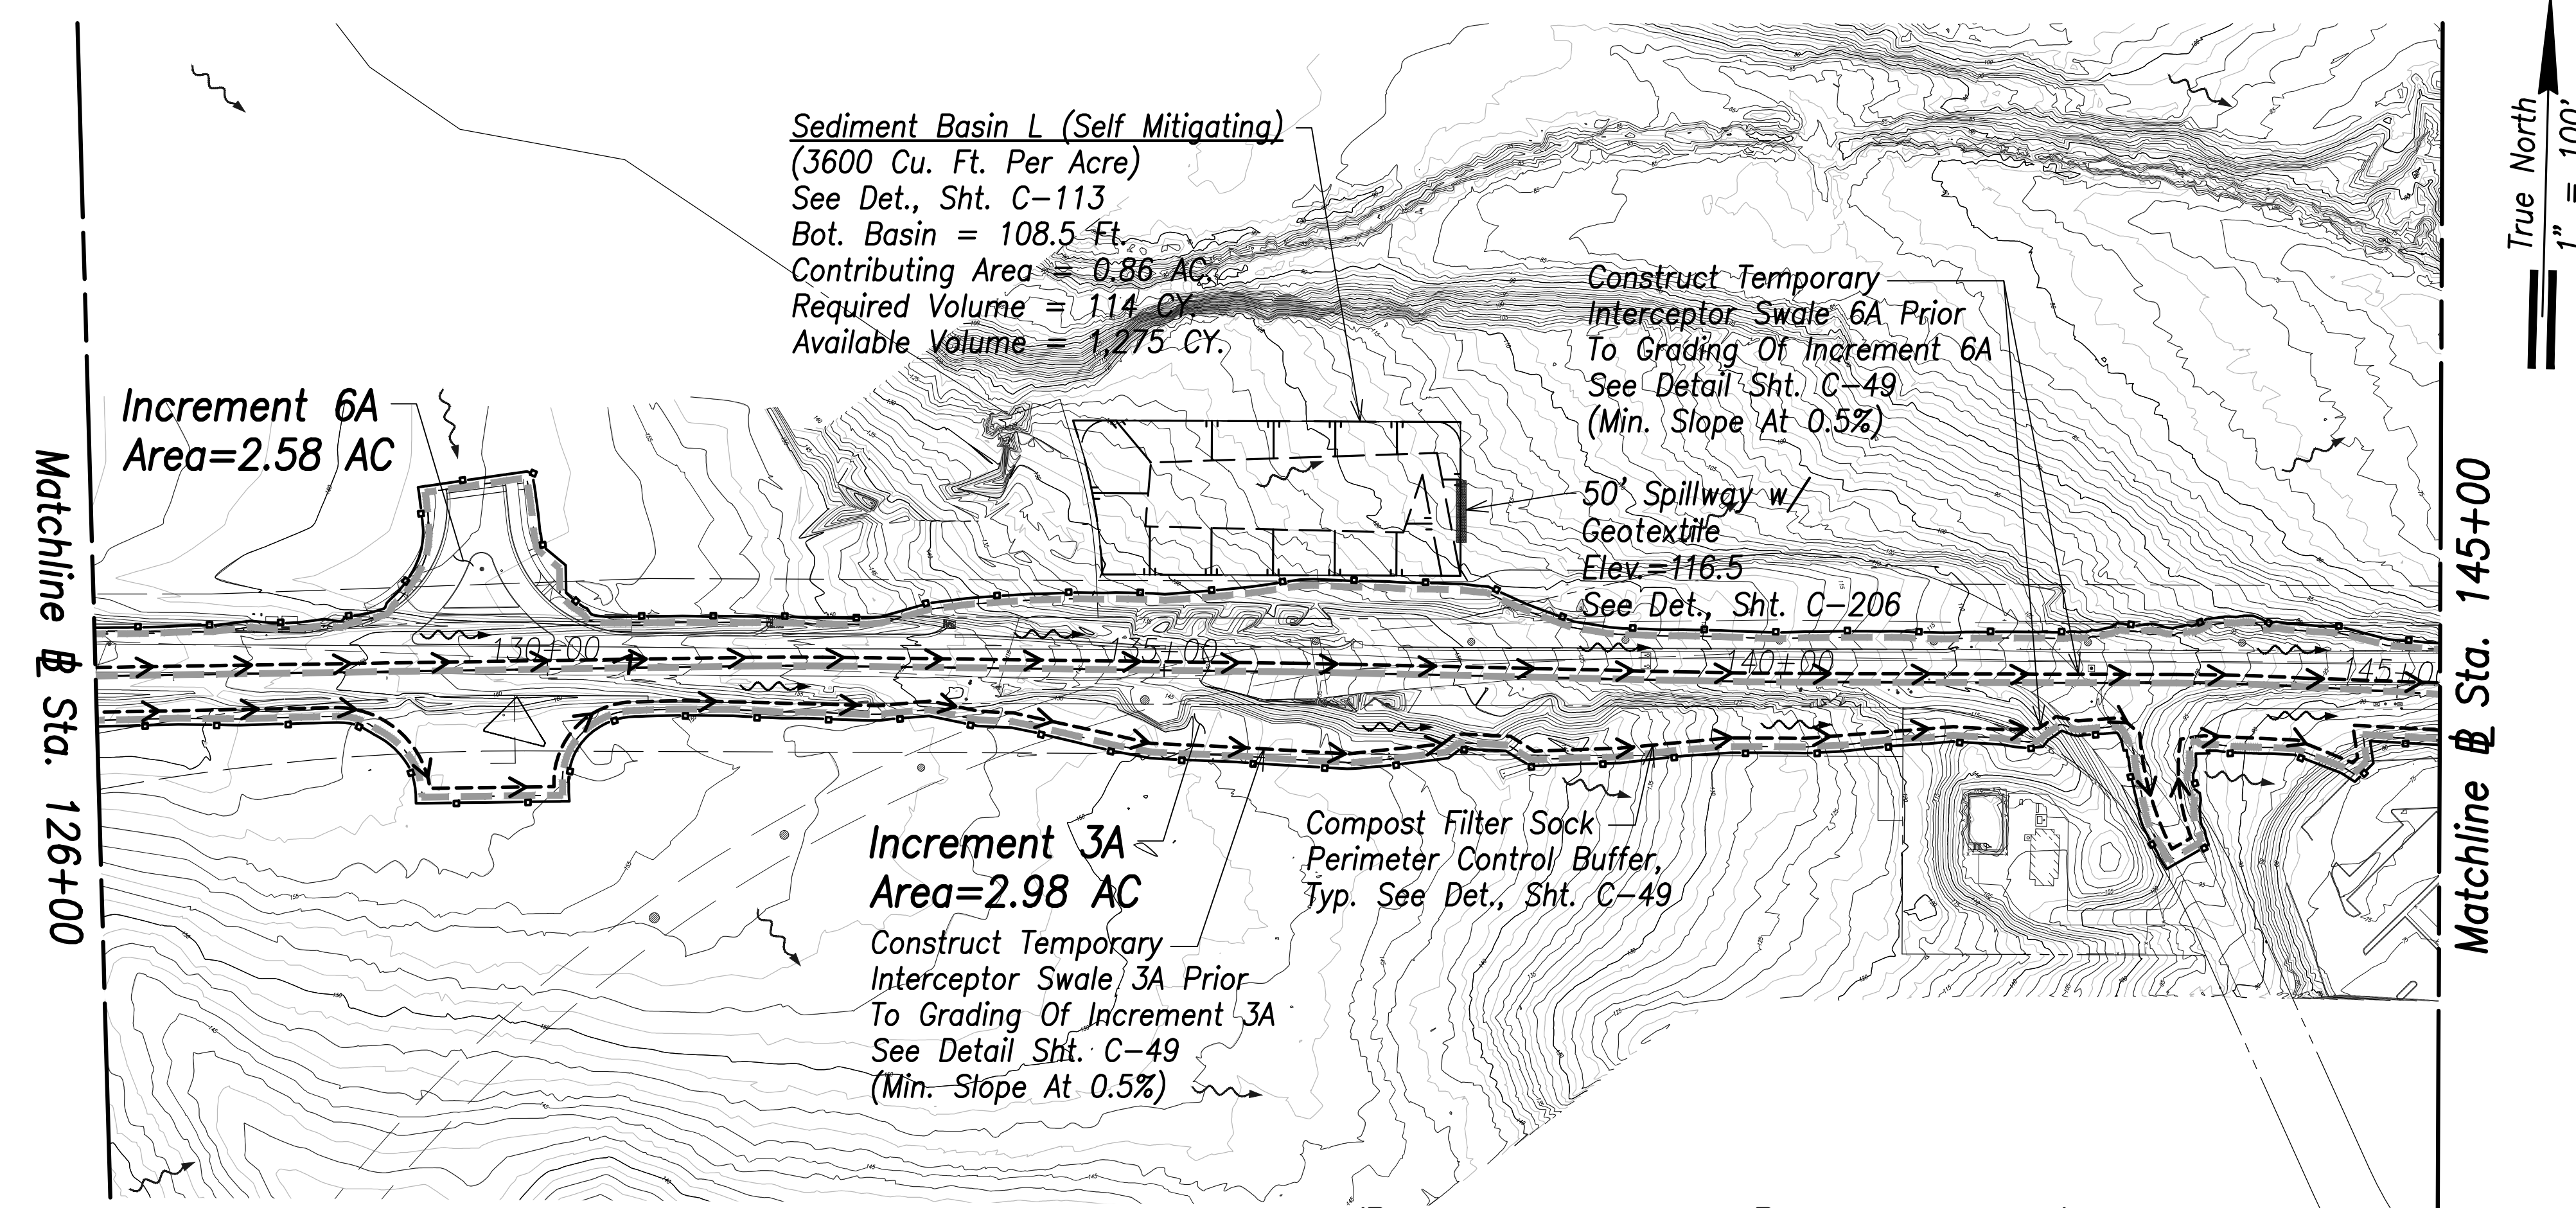 Sediment Basin L (Self Mitigating)
(3600 Cu. Ft. Per Acre)
See Det., Sht. C-113
Bot. Basin = 108.5 Ft.
Contributing Area = 0.86 AC.
Required Volume = 114 CY.
Available Volume = 1,275 CY.
True North
1" = 100'
Construct Temporary
Interceptor Swale 6A Prior
To Grading Of Increment 6A
See Detail Sht. C-49
(Min. Slope At 0.5%)
Increment 6A
Area=2.58 AC
50' Spillway w/
Geotextile
Elev.=116.5
See Det., Sht. C-206
Matchline BL Sta. 126+00
Matchline BL Sta. 145+00
130+00
135+00
140+00
145+00
Increment 3A
Area=2.98 AC
Construct Temporary
Interceptor Swale 3A Prior
To Grading Of Increment 3A
See Detail Sht. C-49
(Min. Slope At 0.5%)
Compost Filter Sock
Perimeter Control Buffer,
Typ. See Det., Sht. C-49